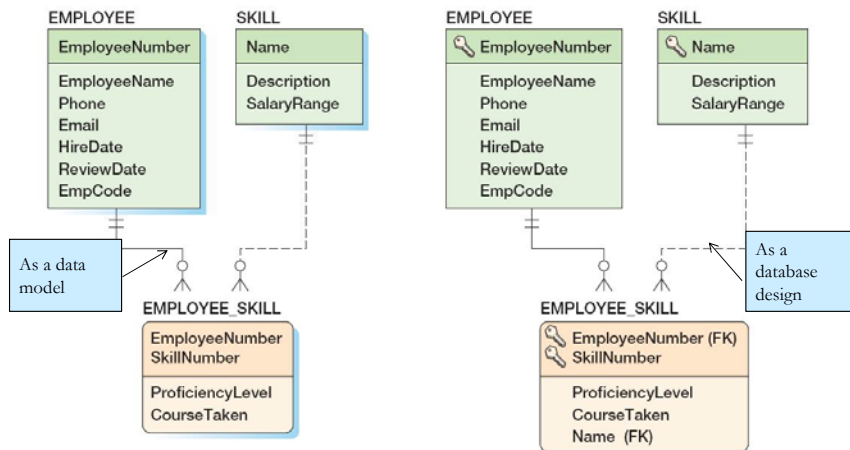 EMPLOYEE
EmployeeNumber
EmployeeName
Phone
Email
HireDate
ReviewDate
EmpCode
SKILL
Name
Description
SalaryRange
As a data
model
EMPLOYEE_SKILL
EmployeeNumber
SkillNumber
ProficiencyLevel
CourseTaken
EMPLOYEE
EmployeeNumber
EmployeeName
Phone
Email
HireDate
ReviewDate
EmpCode
SKILL
Name
Description
SalaryRange
As a
database
design
EMPLOYEE_SKILL
EmployeeNumber (FK)
SkillNumber
ProficiencyLevel
CourseTaken
Name (FK)